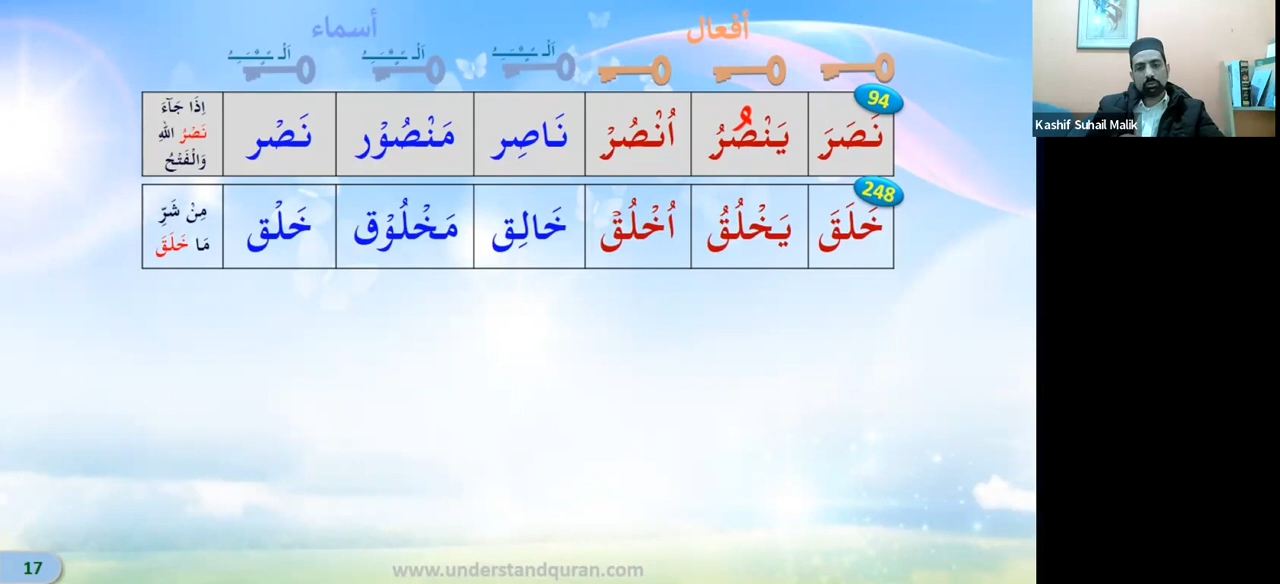 أفعال أسماء
94
نَصَرَ يَنْصُرُ اُنْصُرْ نَاصِر مَنْصُوْر نَصْر
اِذَا جَآءَ
نَصْرُ اللّٰهِ
وَالْفَتْحُ
248
خَلَقَ يَخْلُقُ اُخْلُقْ خَالِق مَخْلُوْق خَلْق
مِنْ شَرِّ
مَا خَلَقَ
Kashif Suhail Malik
17
www.understandquran.com